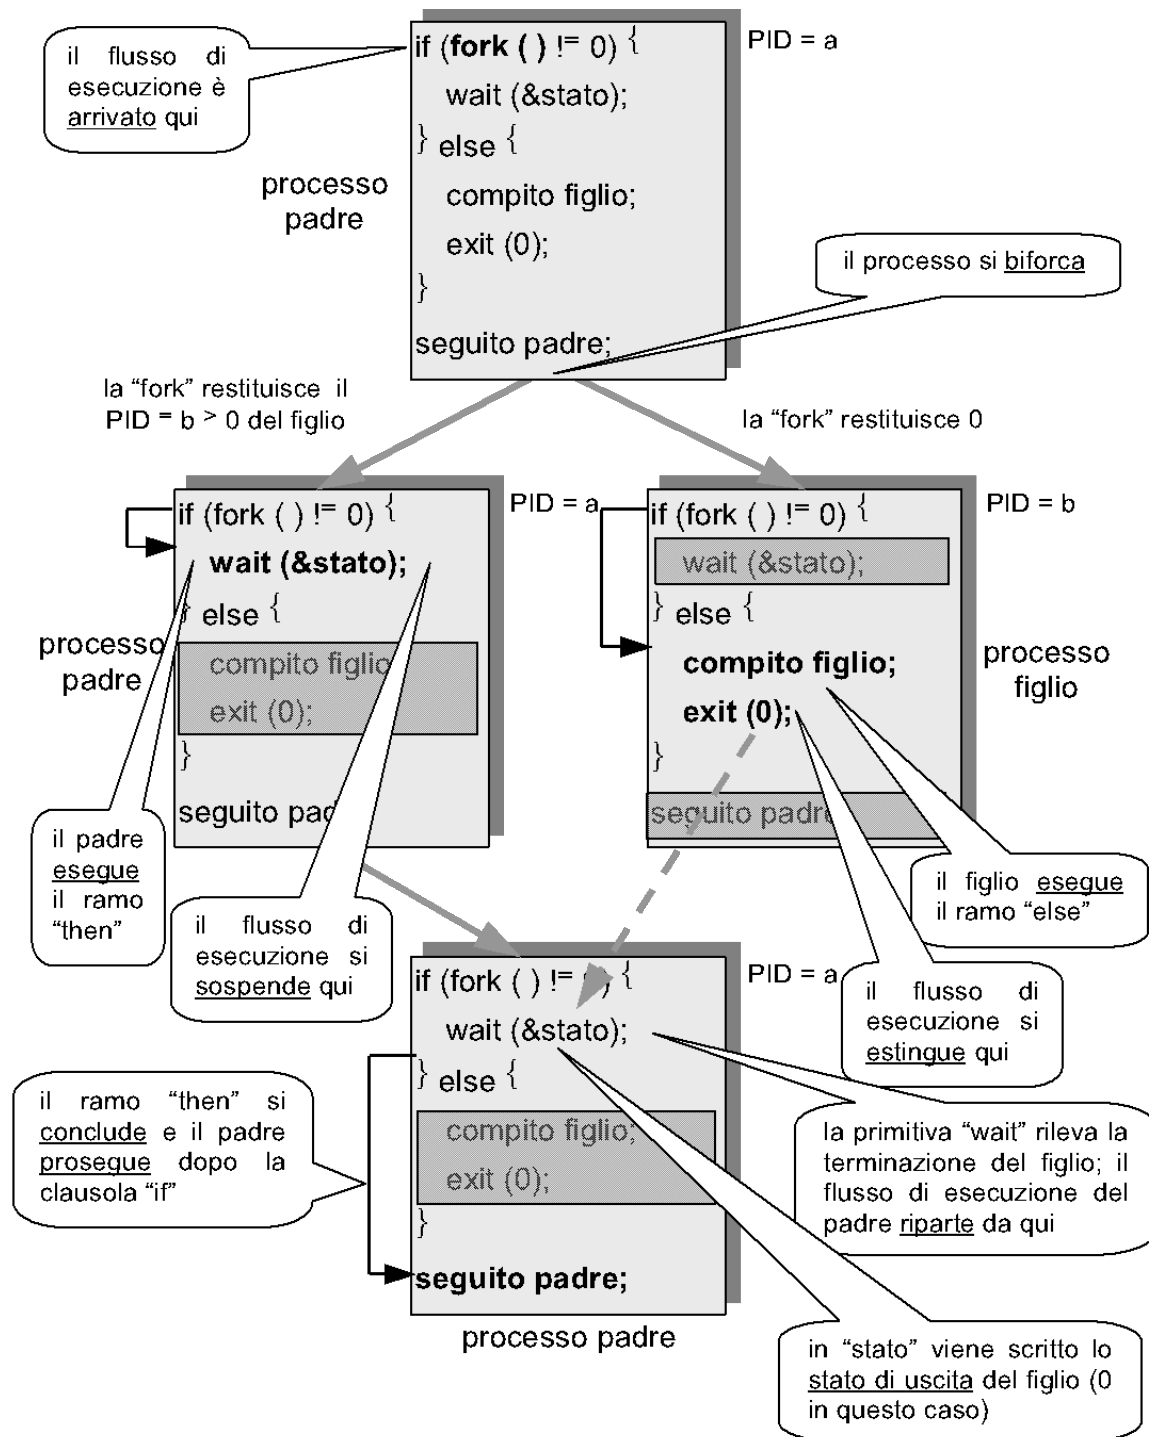 if (fork ( ) != 0) {
PID = a
il flusso di
esecuzione è
arrivato qui
wait (&stato);
} else {
processo
padre
compito figlio;
exit (0);
}
il processo si biforca
seguito padre;
la “fork” restituisce il
PID = b > 0 del figlio
la “fork” restituisce 0
if (fork ( ) != 0) {
PID = a
wait (&stato);
} else {
processo
padre
compito figlio
exit (0);
}
seguito pad
il padre
esegue
il ramo
“then”
il flusso di
esecuzione si
sospende qui
if (fork ( ) != 0) {
PID = b
wait (&stato);
} else {
compito figlio;
processo
figlio
exit (0);
}
seguito padre
il figlio esegue
il ramo “else”
il flusso di
esecuzione si
estingue qui
if (fork ( ) != ) {
PID = a
wait (&stato);
} else {
compito figlio;
exit (0);
}
seguito padre;
processo padre
il ramo “then” si
conclude e il padre
prosegue dopo la
clausola “if”
la primitiva “wait” rileva la
terminazione del figlio; il
flusso di esecuzione del
padre riparte da qui
in “stato” viene scritto lo
stato di uscita del figlio (0
in questo caso)